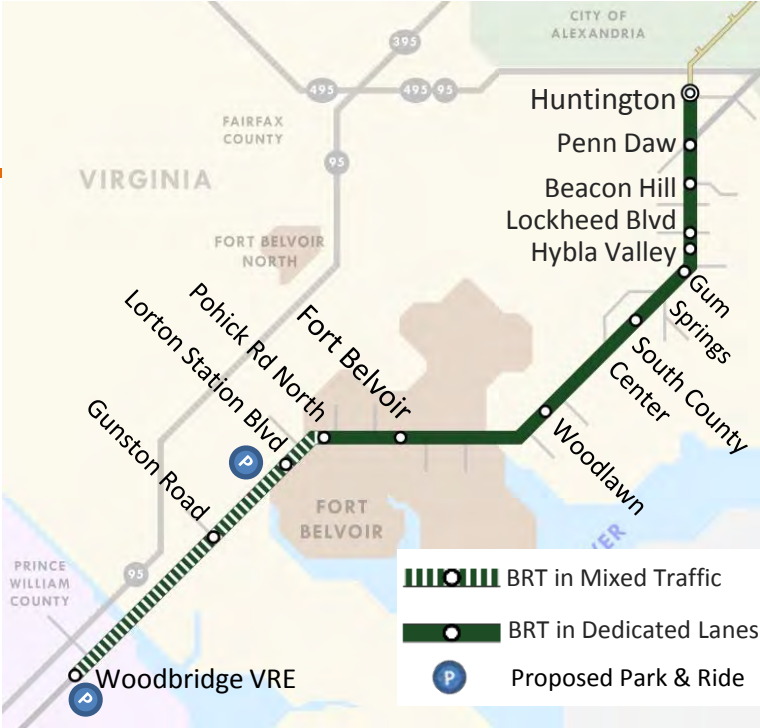 CITY OF
ALEXANDRIA
395
495
495
95
Huntington
FAIRFAX
COUNTY
Penn Daw
95
VIRGINIA
Beacon Hill
Lockheed Blvd
FORT BELVOIR
NORTH
Hybla Valley
Gum
Springs
Pohick Rd North
Fort Belvoir
Lorton Station Blvd
South County
Center
Gunston Road
Woodlawn
P
FORT
BELVOIR
VER
PRINCE
WILLIAM
COUNTY
95
BRT in Mixed Traffic
BRT in Dedicated Lanes
P
Proposed Park & Ride
Woodbridge VRE
P